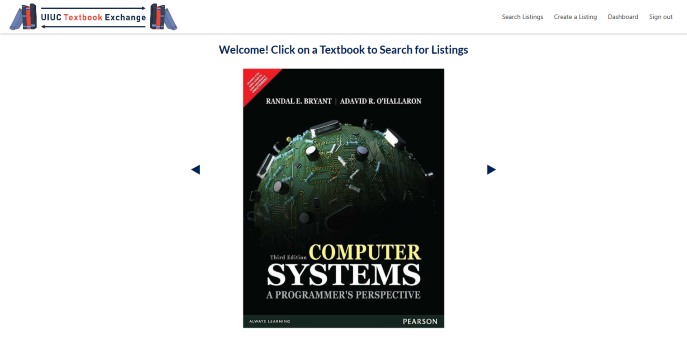 UIUC Textbook Exchange
Search Listings Create a Listing Dashboard Sign out
Welcome! Click on a Textbook to Search for Listings
RANDAL E. BRYANT | ADAVID R. O'HALLARON
Third Edition COMPUTER
SYSTEMS
A PROGRAMMER'S PERSPECTIVE
ALWAYS LEARNING PEARSON